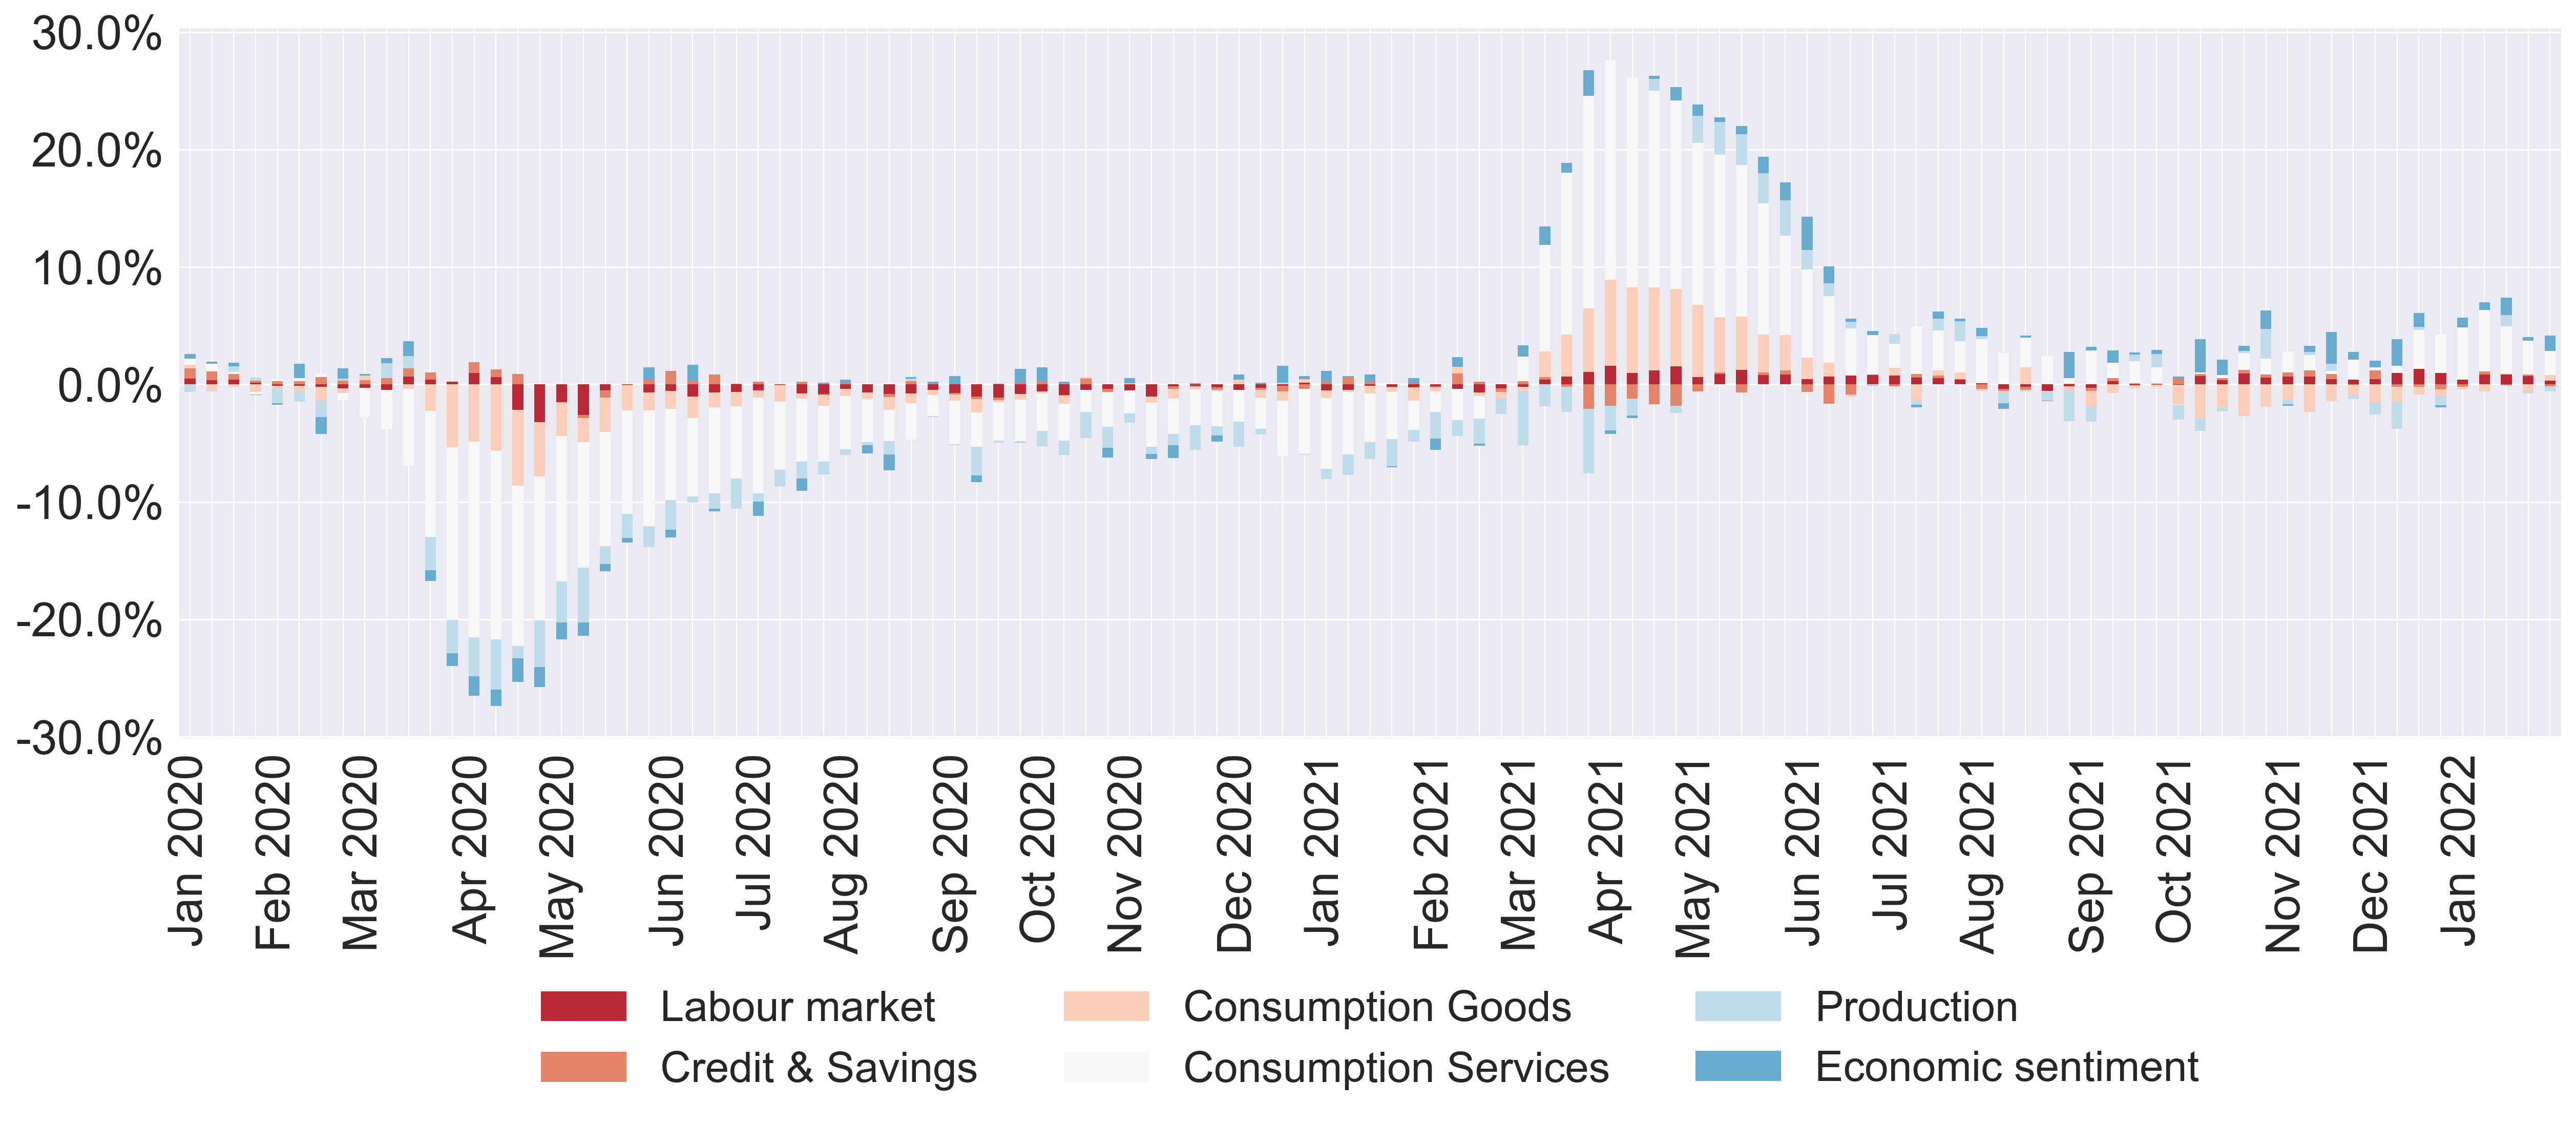 30.0%
20.0%
10.0%
0.0%
-10.0%
-20.0%
-30.0%
Jan 2020
Feb 2020
Mar 2020
Apr 2020
May 2020
Jun 2020
Jul 2020
Aug 2020
Sep 2020
Oct 2020
Nov 2020
Dec 2020
Jan 2021
Feb 2021
Mar 2021
Apr 2021
May 2021
Jun 2021
Jul 2021
Aug 2021
Sep 2021
Oct 2021
Nov 2021
Dec 2021
Jan 2022
Labour market
Consumption Goods
Production
Credit & Savings
Consumption Services
Economic sentiment